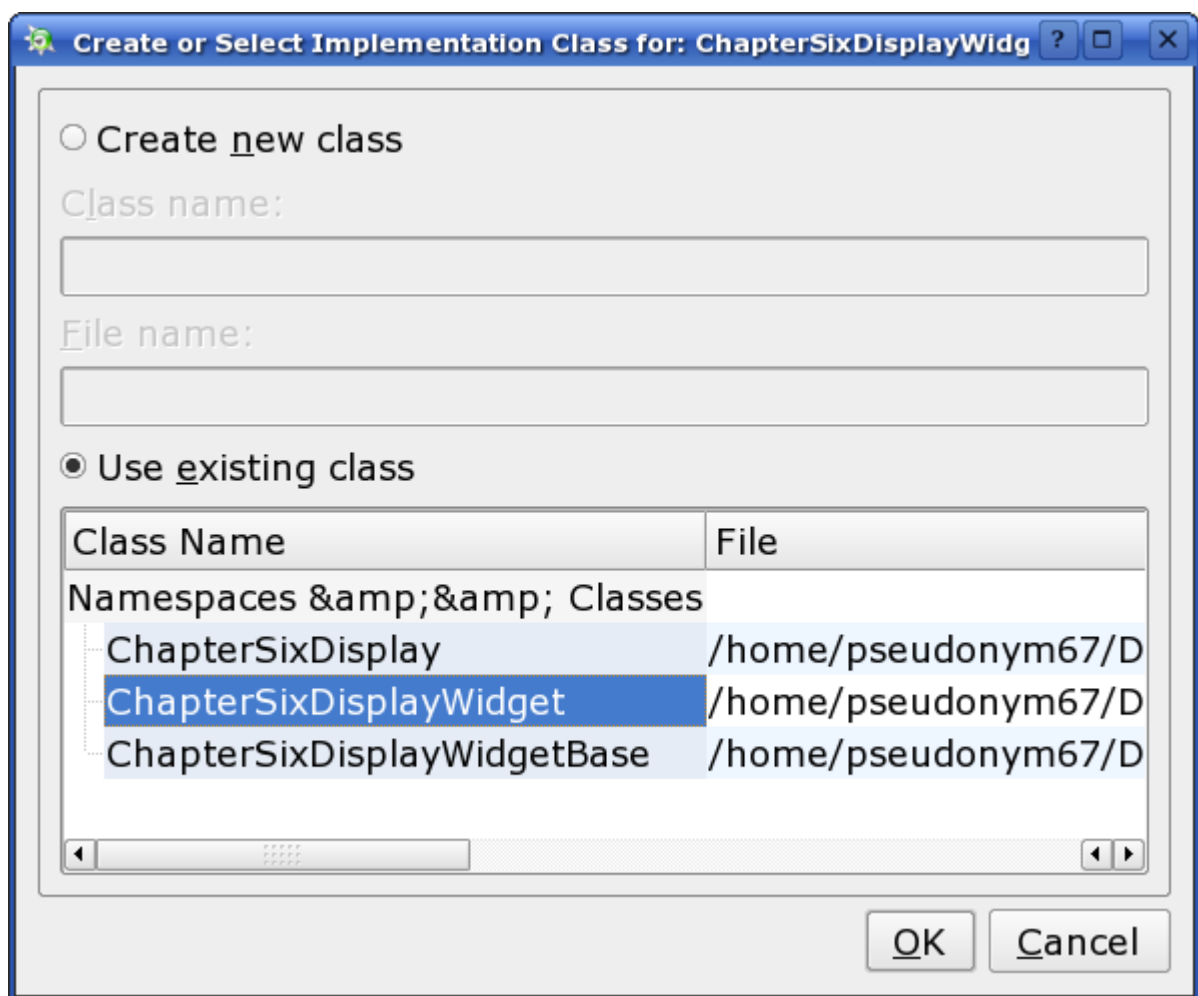 Create or Select Implementation Class for: ChapterSixDisplayWidg ?
Create new class
Class name:
File name:
Use existing class
Class Name File
Namespaces &amp;&amp; Classes
ChapterSixDisplay /home/pseudonym67/D
ChapterSixDisplayWidget /home/pseudonym67/D
ChapterSixDisplayWidgetBase /home/pseudonym67/D
OK Cancel